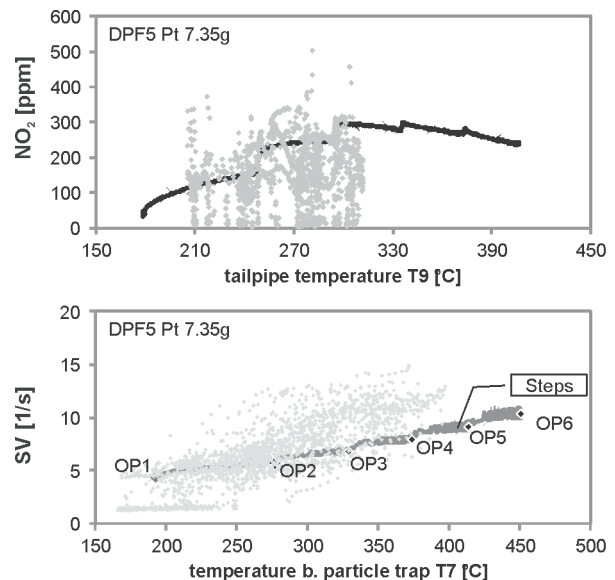 600
DPF5 Pt 7.35g
500
400
300
200
100
0
NO₂ [ppm]
150 210 270 330 390 450
tailpipe temperature T9 [°C]
20
DPF5 Pt 7.35g
15
10
5
0
SV [1/s]
Steps
OP1 OP2 OP3 OP4 OP5 OP6
100 150 200 250 300 350 400 450 500
temperature b. particle trap T7 [°C]